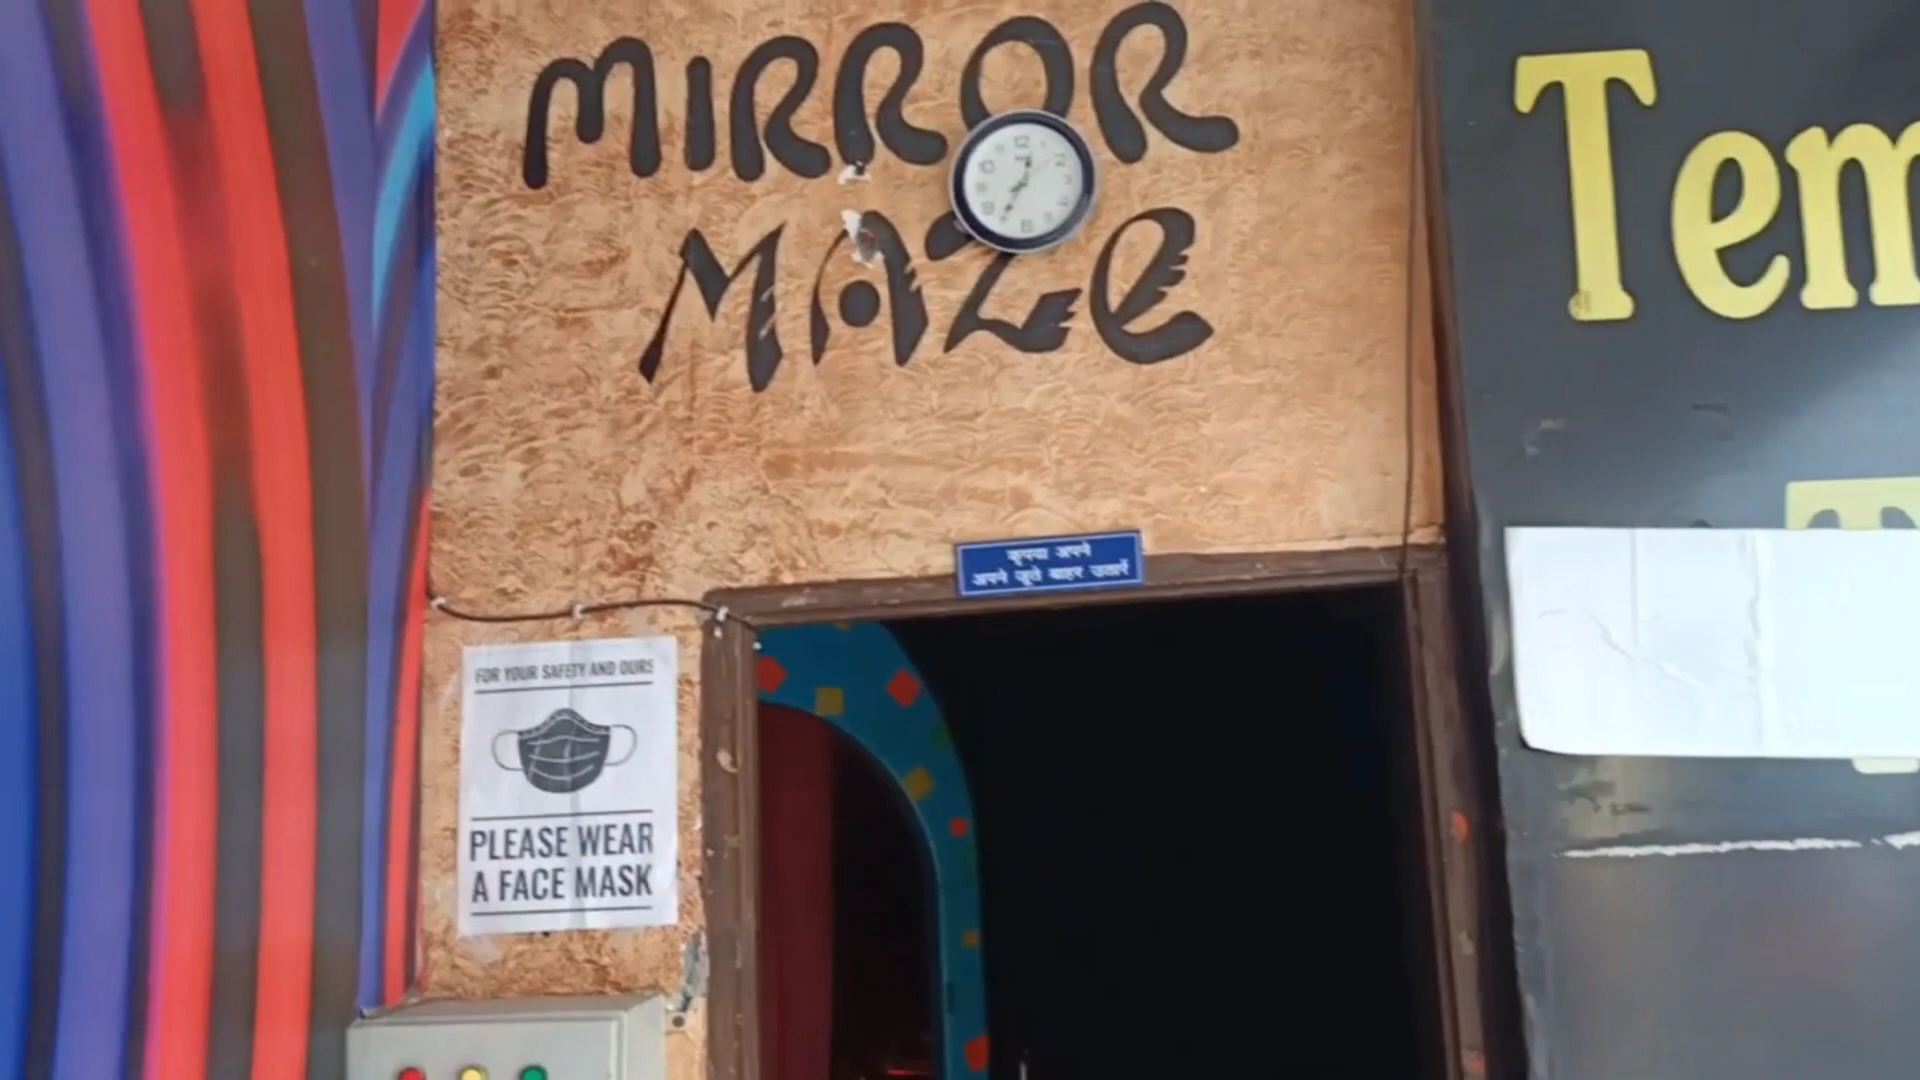 MIRROR
MAZE
Tem
कृपया अपने
अपने जूते बाहर उतारें
FOR YOUR SAFETY AND OURS
PLEASE WEAR
A FACE MASK